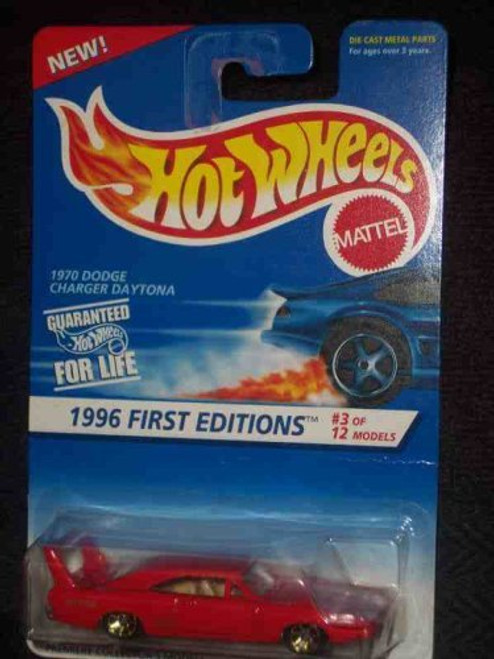 NEW!
DIE CAST METAL PARTS
For ages over 3 years.
HOT WHEELS
MATTEL
1970 DODGE
CHARGER DAYTONA
GUARANTEED
Hot Wheels
FOR LIFE
1996 FIRST EDITIONS™ #3 OF
12 MODELS